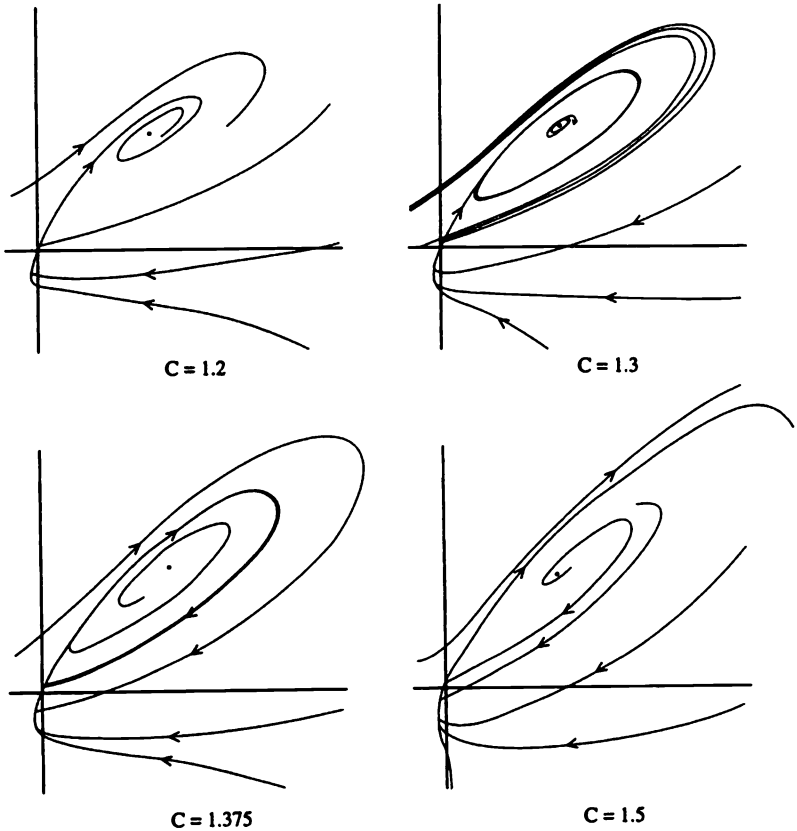 C = 1.2
C = 1.3
C = 1.375
C = 1.5